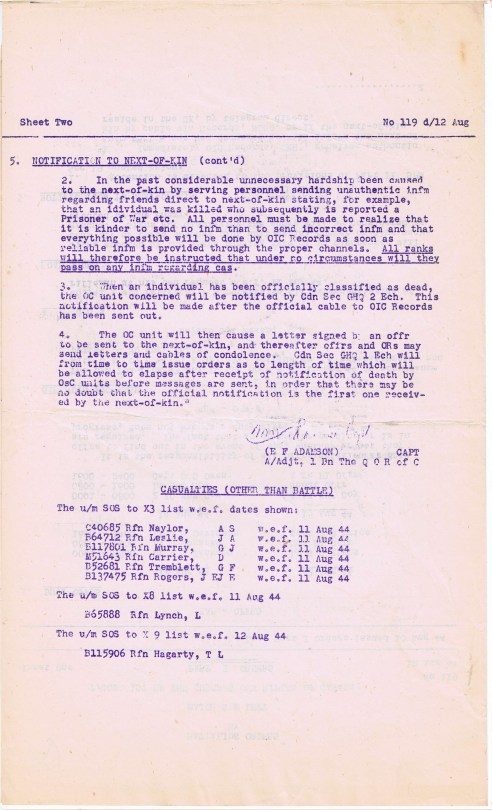 Sheet Two No 119 d/12 Aug
5. NOTIFICATION TO NEXT-OF-KIN (cont'd)
2. In the past considerable unnecessary hardship been caused
to the next-of-kin by serving personnel sending unauthentic infm
regarding friends direct to next-of-kin stating, for example,
that an idividual was killed who subsequently is reported a
Prisoner of War etc. All personnel must be made to realize that
it is kinder to send no infm than to send incorrect infm and that
everything possible will be done by OIC Records as soon as
reliable infm is provided through the proper channels. All ranks
will therefore be instructed that under no circumstances will they
pass on any infm regarding cas.
3. When an individual has been officially classified as dead,
the OC unit concerned will be notified by Cdn Sec GHQ 2 Ech. This
notification will be made after the official cable to OIC Records
has been sent out.
4. The OC unit will then cause a letter signed by an offr
to be sent to the next-of-kin, and thereafter offrs and ORs may
send letters and cables of condolence. Cdn Sec GHQ 1 Ech will
from time to time issue orders as to length of time which will
be allowed to elapse after receipt of notification of death by
OsC units before messages are sent, in order that there may be
no doubt that the official notification is the first one receiv-
ed by the next-of-kin."
(E F ADAMSON) CAPT
A/Adjt, 1 Bn The Q O R of C
CASUALTIES (OTHER THAN BATTLE)
The u/m SOS to X3 list w.e.f. dates shown:
C40685 Rfn Naylor, A S w.e.f. 11 Aug 44
B64712 Rfn Leslie, J A w.e.f. 11 Aug 44
B117801 Rfn Murray, G J w.e.f. 11 Aug 44
M51643 Rfn Carrier, D w.e.f. 11 Aug 44
B52681 Rfn Tremblett, G F w.e.f. 11 Aug 44
B137475 Rfn Rogers, J EJ E w.e.f. 11 Aug 44
The u/m SOS to X8 list w.e.f. 11 Aug 44
B65888 Rfn Lynch, L
The u/m SOS to X 9 list w.e.f. 12 Aug 44
B115906 Rfn Hagarty, T L